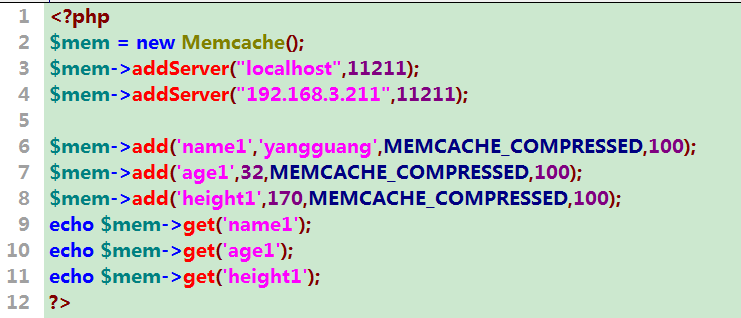 1 <?php
2 $mem = new Memcache();
3 $mem->addServer("localhost",11211);
4 $mem->addServer("192.168.3.211",11211);
5
6 $mem->add('name1','yangguang',MEMCACHE_COMPRESSED,100);
7 $mem->add('age1',32,MEMCACHE_COMPRESSED,100);
8 $mem->add('height1',170,MEMCACHE_COMPRESSED,100);
9 echo $mem->get('name1');
10 echo $mem->get('age1');
11 echo $mem->get('height1');
12 ?>